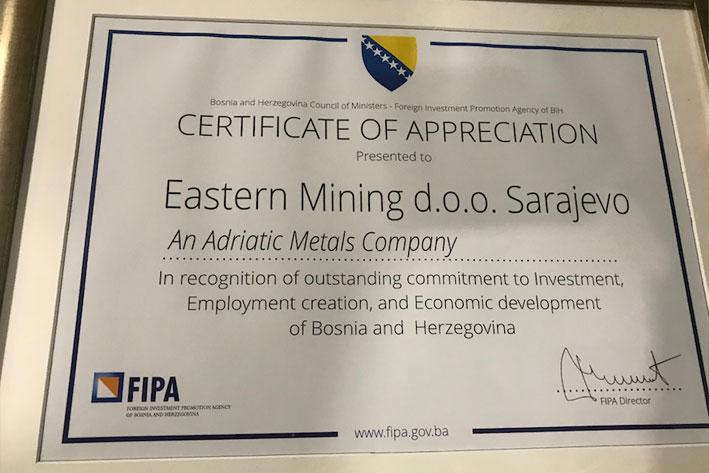 Bosnia and Herzegovina Council of Ministers - Foreign Investment Promotion Agency of BiH
CERTIFICATE OF APPRECIATION
Presented to
Eastern Mining d.o.o. Sarajevo
An Adriatic Metals Company
In recognition of outstanding commitment to Investment,
Employment creation, and Economic development
of Bosnia and Herzegovina
FIPA
FOREIGN INVESTMENT PROMOTION AGENCY
OF BOSNIA AND HERZEGOVINA
FIPA Director
www.fipa.gov.ba